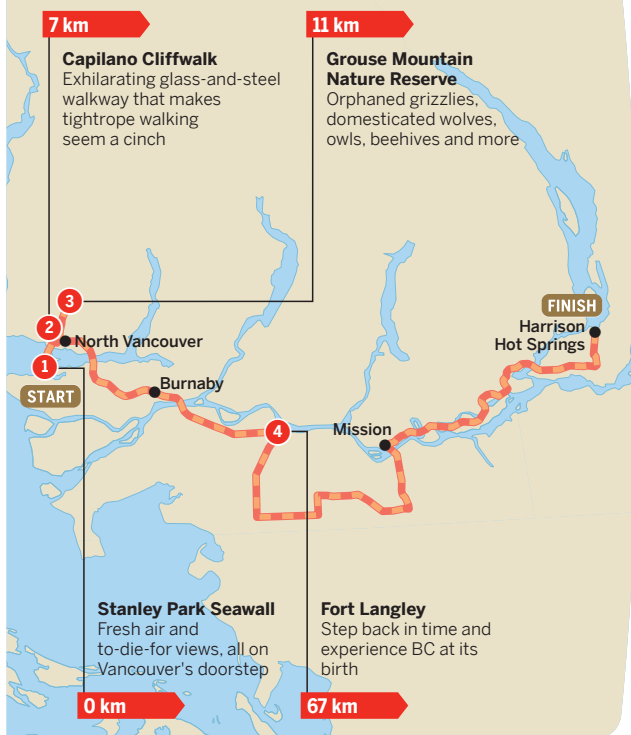 7 km
Capilano Cliffwalk
Exhilarating glass-and-steel
walkway that makes
tightrope walking
seem a cinch
11 km
Grouse Mountain
Nature Reserve
Orphaned grizzlies,
domesticated wolves,
owls, beehives and more
3
2
North Vancouver
1
START
Burnaby
4
Mission
FINISH
Harrison
Hot Springs
Stanley Park Seawall
Fresh air and
to-die-for views, all on
Vancouver's doorstep
0 km
Fort Langley
Step back in time and
experience BC at its
birth
67 km